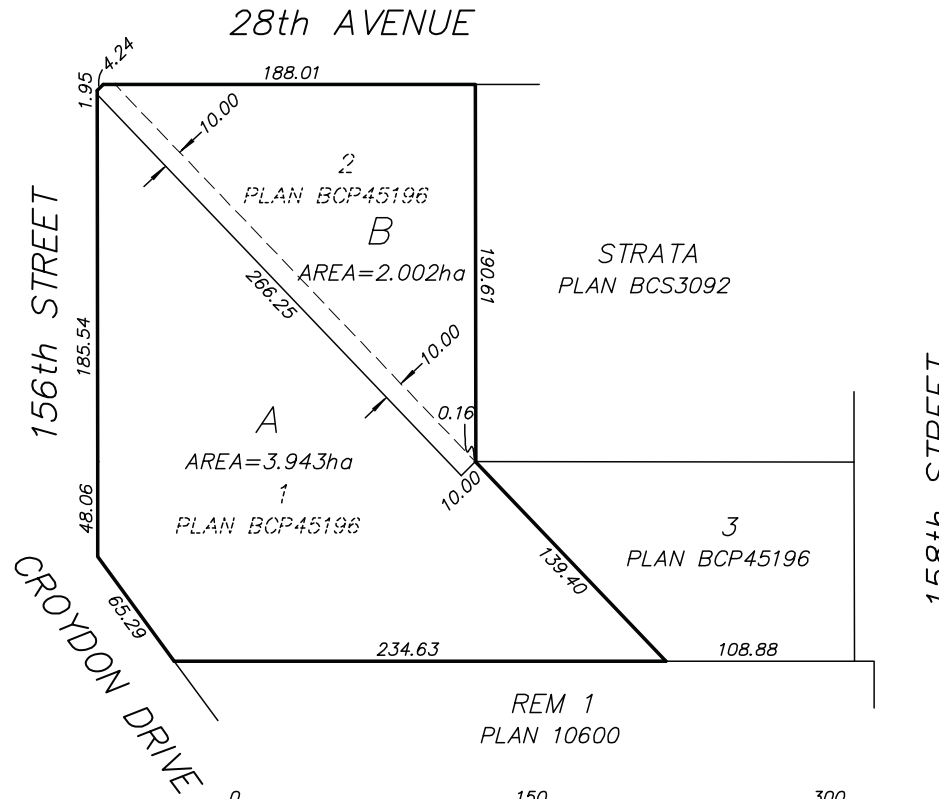 28th AVENUE
4.24
1.95
188.01
10.00
2
PLAN BCP45196
B
AREA=2.002ha
190.61
STRATA
PLAN BCS3092
156th STREET
185.54
266.25
10.00
0.16
158th STREET
A
AREA=3.943ha
1
PLAN BCP45196
10.00
48.06
139.40
3
PLAN BCP45196
CROYDON DRIVE
65.29
234.63
108.88
REM 1
PLAN 10600
0 150 300